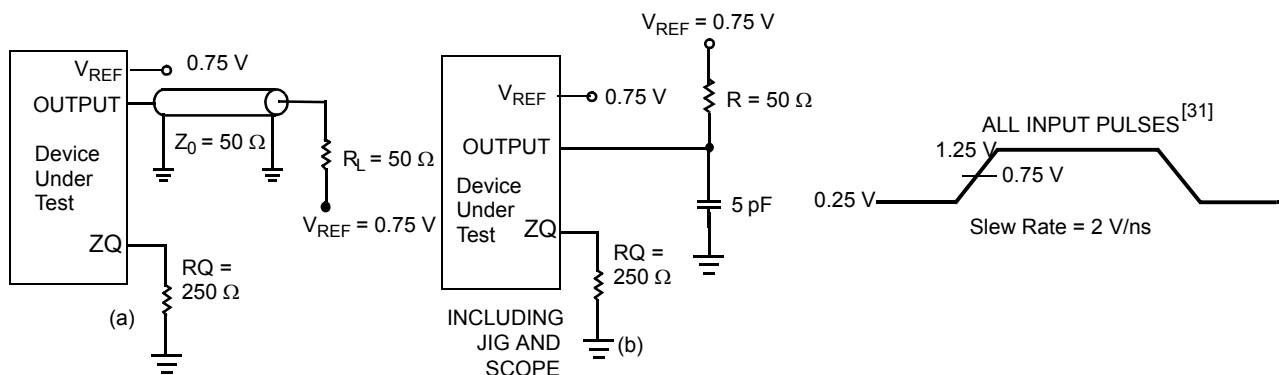 V_REF = 0.75 V
V_REF 0.75 V
OUTPUT
Z_0 = 50 Ω
Device
Under
Test
R_L = 50 Ω
V_REF = 0.75 V
ZQ
RQ =
250 Ω
(a)
V_REF 0.75 V
R = 50 Ω
OUTPUT
Device
Under
Test
5 pF
ZQ
RQ =
250 Ω
INCLUDING
JIG AND
SCOPE
(b)
ALL INPUT PULSES[31]
1.25 V
0.75 V
0.25 V
Slew Rate = 2 V/ns